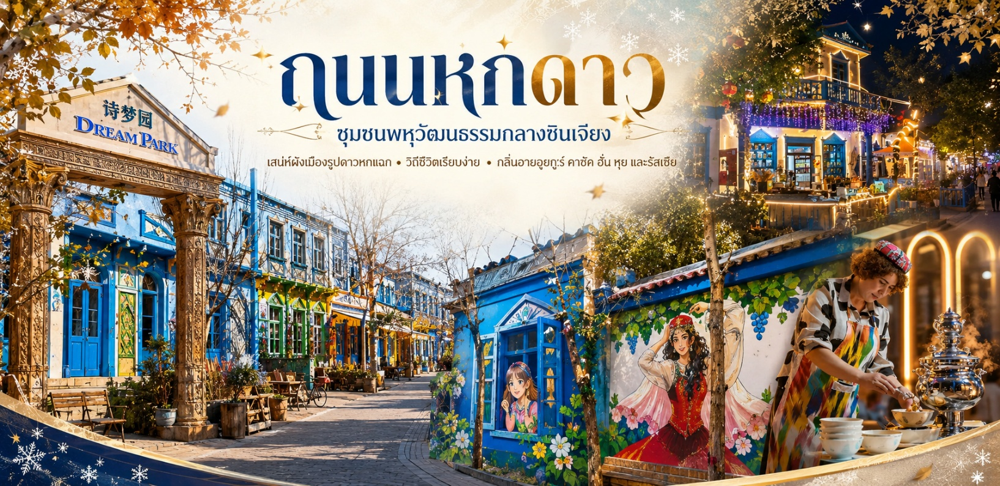 ถนนหกดาว
ชุมชนพหุวัฒนธรรมกลางซินเจียง
เสน่ห์ผังเมืองรูปดาวหกแฉก • วิถีชีวิตเรียบง่าย • กลิ่นอายอุยกูร์ คาซัค ฮั่น หุย และรัสเซีย
诗梦园
DREAM PARK